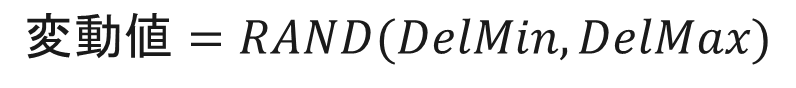 変動値 = RAND(DelMin, DelMax)